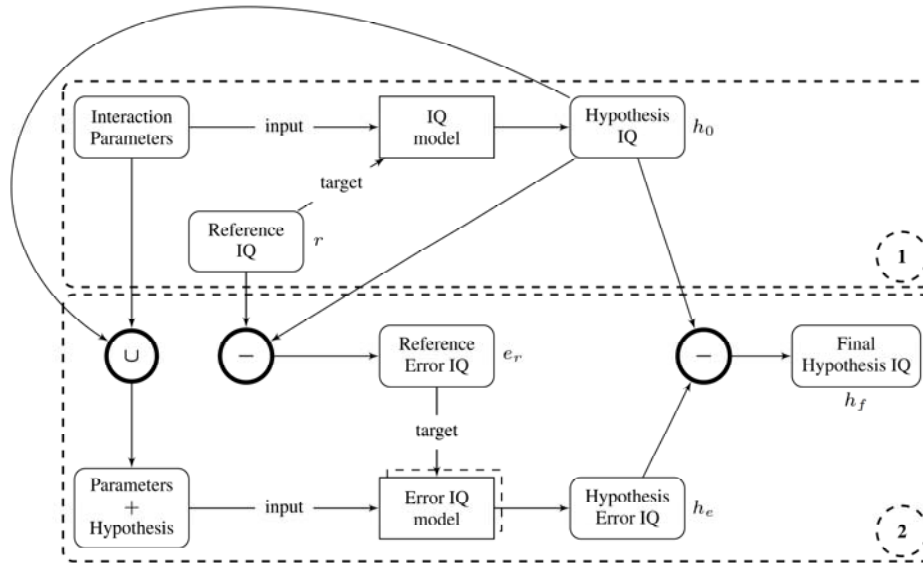 Interaction
Parameters
input
IQ
model
Hypothesis
IQ
h₀
target
Reference
IQ
r
1
∪
−
Reference
Error IQ
eᵣ
−
Final
Hypothesis IQ
h_f
target
Parameters
+
Hypothesis
input
Error IQ
model
Hypothesis
Error IQ
hₑ
2